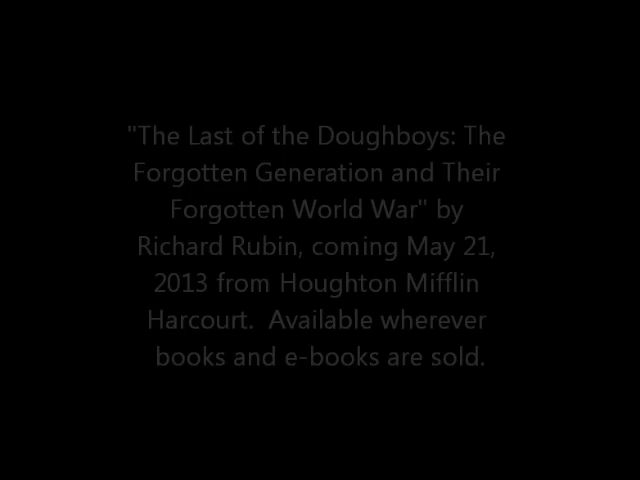 "The Last of the Doughboys: The
Forgotten Generation and Their
Forgotten World War" by
Richard Rubin, coming May 21,
2013 from Houghton Mifflin
Harcourt.  Available wherever
books and e-books are sold.